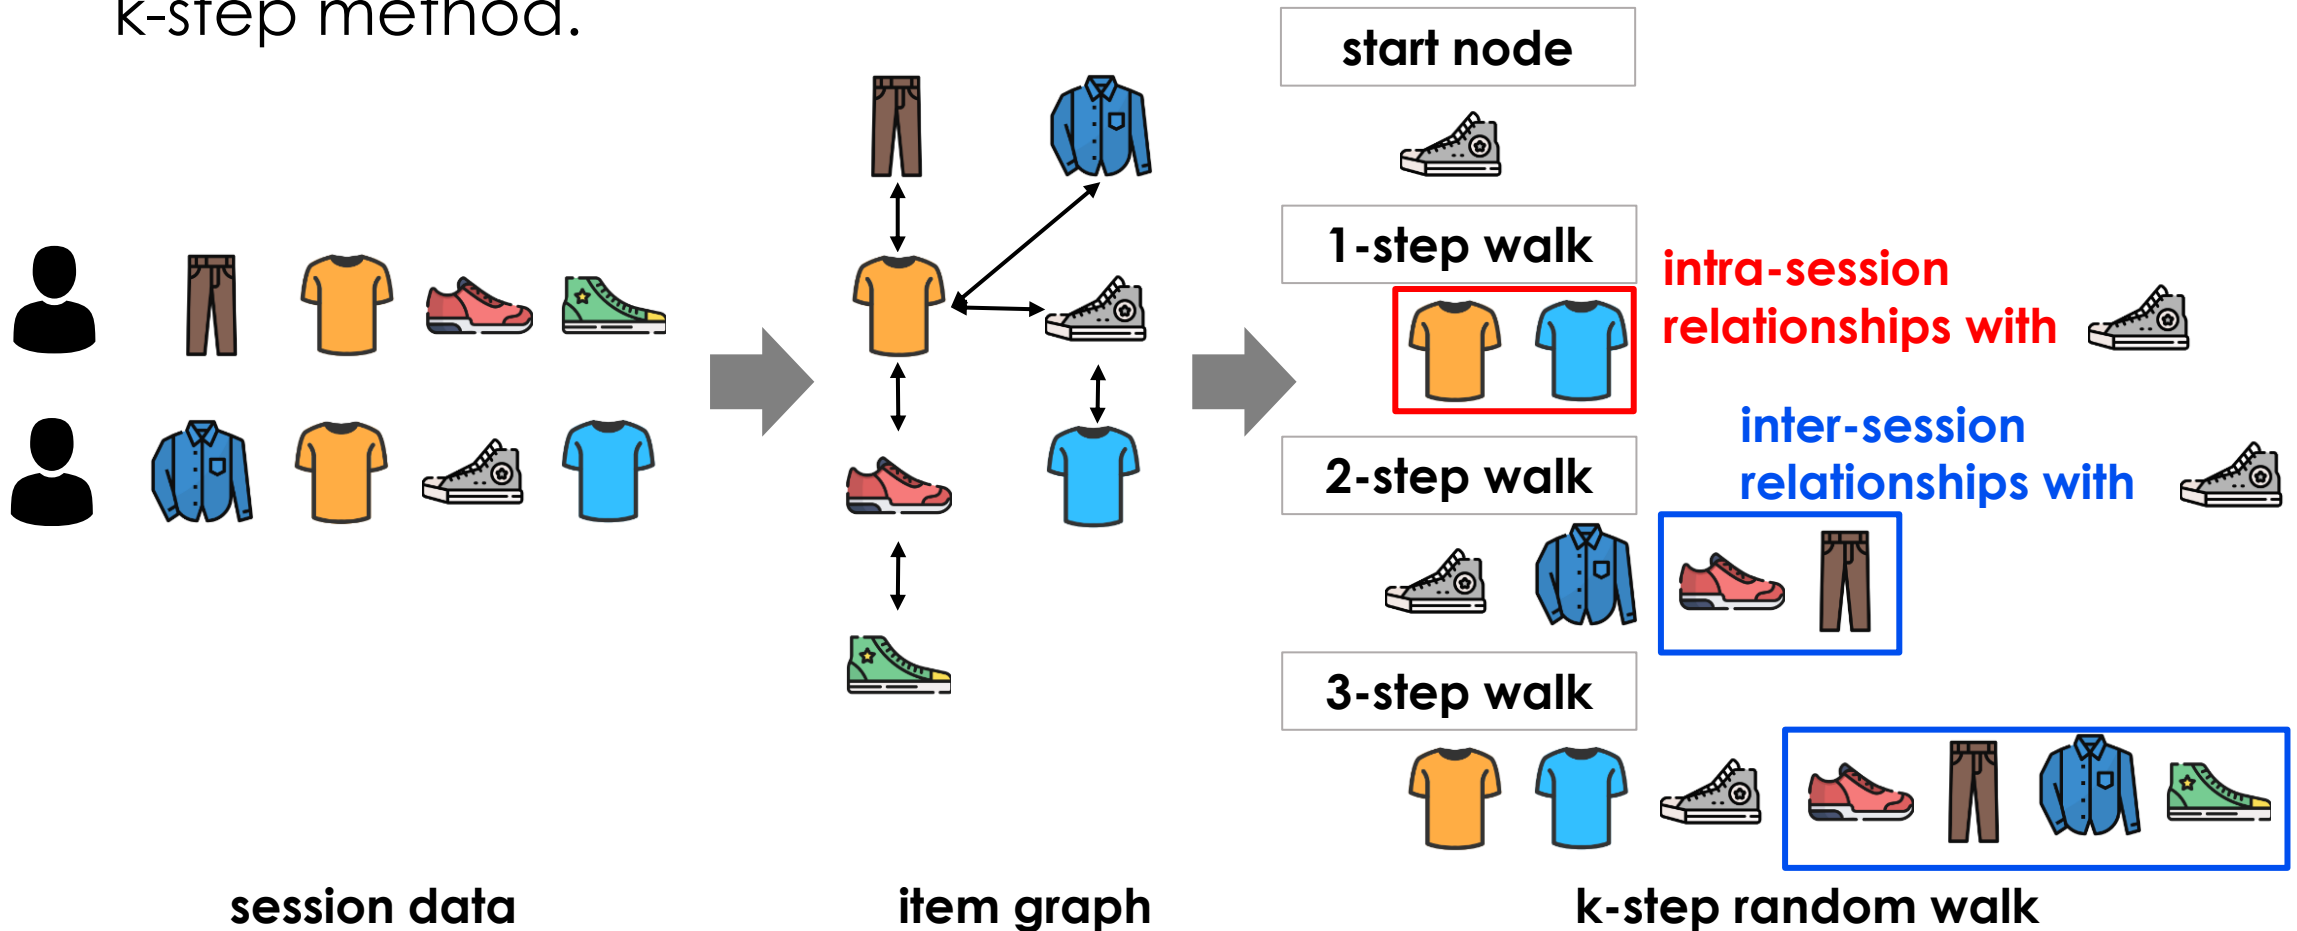 k-step method.
start node
1-step walk
intra-session
relationships with
inter-session
relationships with
2-step walk
3-step walk
session data
item graph
k-step random walk